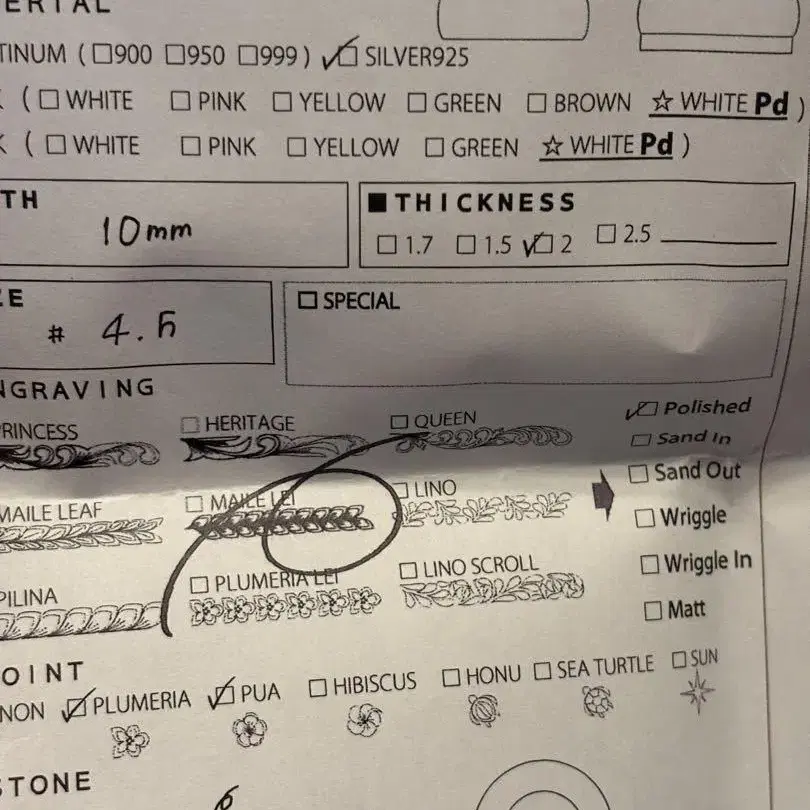 ERIAL
TINUM ( ☐900 ☐950 ☐999 ) ☑SILVER925
K ( ☐ WHITE ☐ PINK ☐ YELLOW ☐ GREEN ☐ BROWN ☆ WHITE Pd )
K ( ☐ WHITE ☐ PINK ☐ YELLOW ☐ GREEN ☆ WHITE Pd )
TH
10mm
■ THICKNESS
☐ 1.7 ☐ 1.5 ☑ 2 ☐ 2.5
ZE
# 4.5
☐ SPECIAL
NGRAVING
RINCESS ☐ HERITAGE ☐ QUEEN
MAILE LEAF ☐ MAILE LEI ☐ LINO
PILINA ☐ PLUMERIA LEI ☐ LINO SCROLL
☑ Polished
☐ Sand In
☐ Sand Out
☐ Wriggle
☐ Wriggle In
☐ Matt
OINT
NON ☑ PLUMERIA ☑ PUA ☐ HIBISCUS ☐ HONU ☐ SEA TURTLE ☐ SUN
STONE